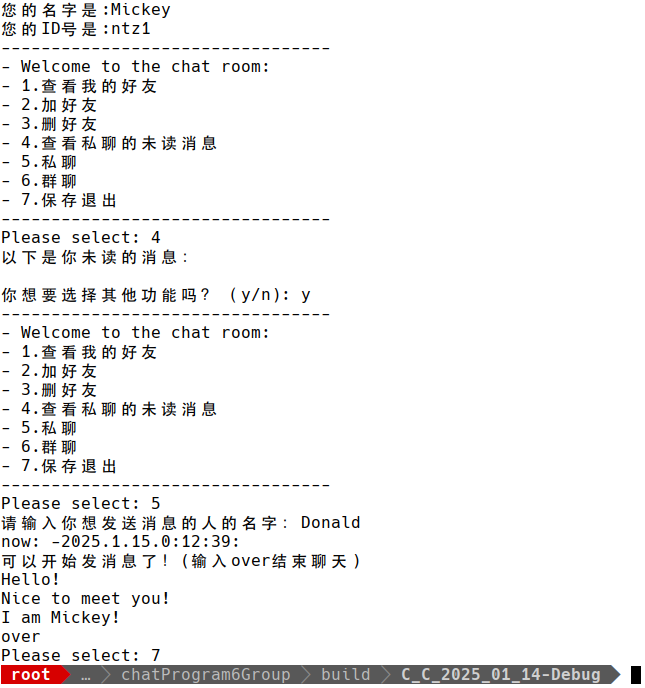 您的名字是:Mickey
您的ID号是:ntz1
---------------------------------
- Welcome to the chat room:
- 1.查看我的好友
- 2.加好友
- 3.删好友
- 4.查看私聊的未读消息
- 5.私聊
- 6.群聊
- 7.保存退出
---------------------------------
Please select: 4
以下是你未读的消息：
你想要选择其他功能吗？ (y/n): y
---------------------------------
- Welcome to the chat room:
- 1.查看我的好友
- 2.加好友
- 3.删好友
- 4.查看私聊的未读消息
- 5.私聊
- 6.群聊
- 7.保存退出
---------------------------------
Please select: 5
请输入你想发送消息的人的名字：Donald
now: -2025.1.15.0:12:39:
可以开始发消息了！(输入over结束聊天)
Hello!
Nice to meet you!
I am Mickey!
over
Please select: 7
root … chatProgram6Group build C_C_2025_01_14-Debug